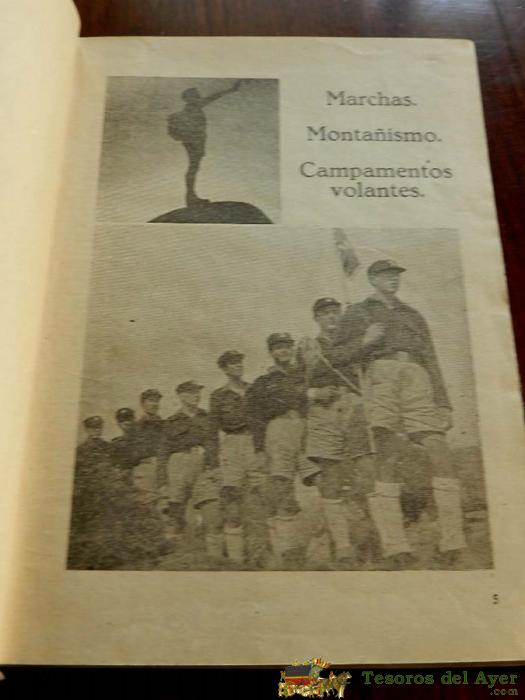 Marchas.
Montañismo.
Campamentos
volantes.
5
Tesoros del Ayer
.com